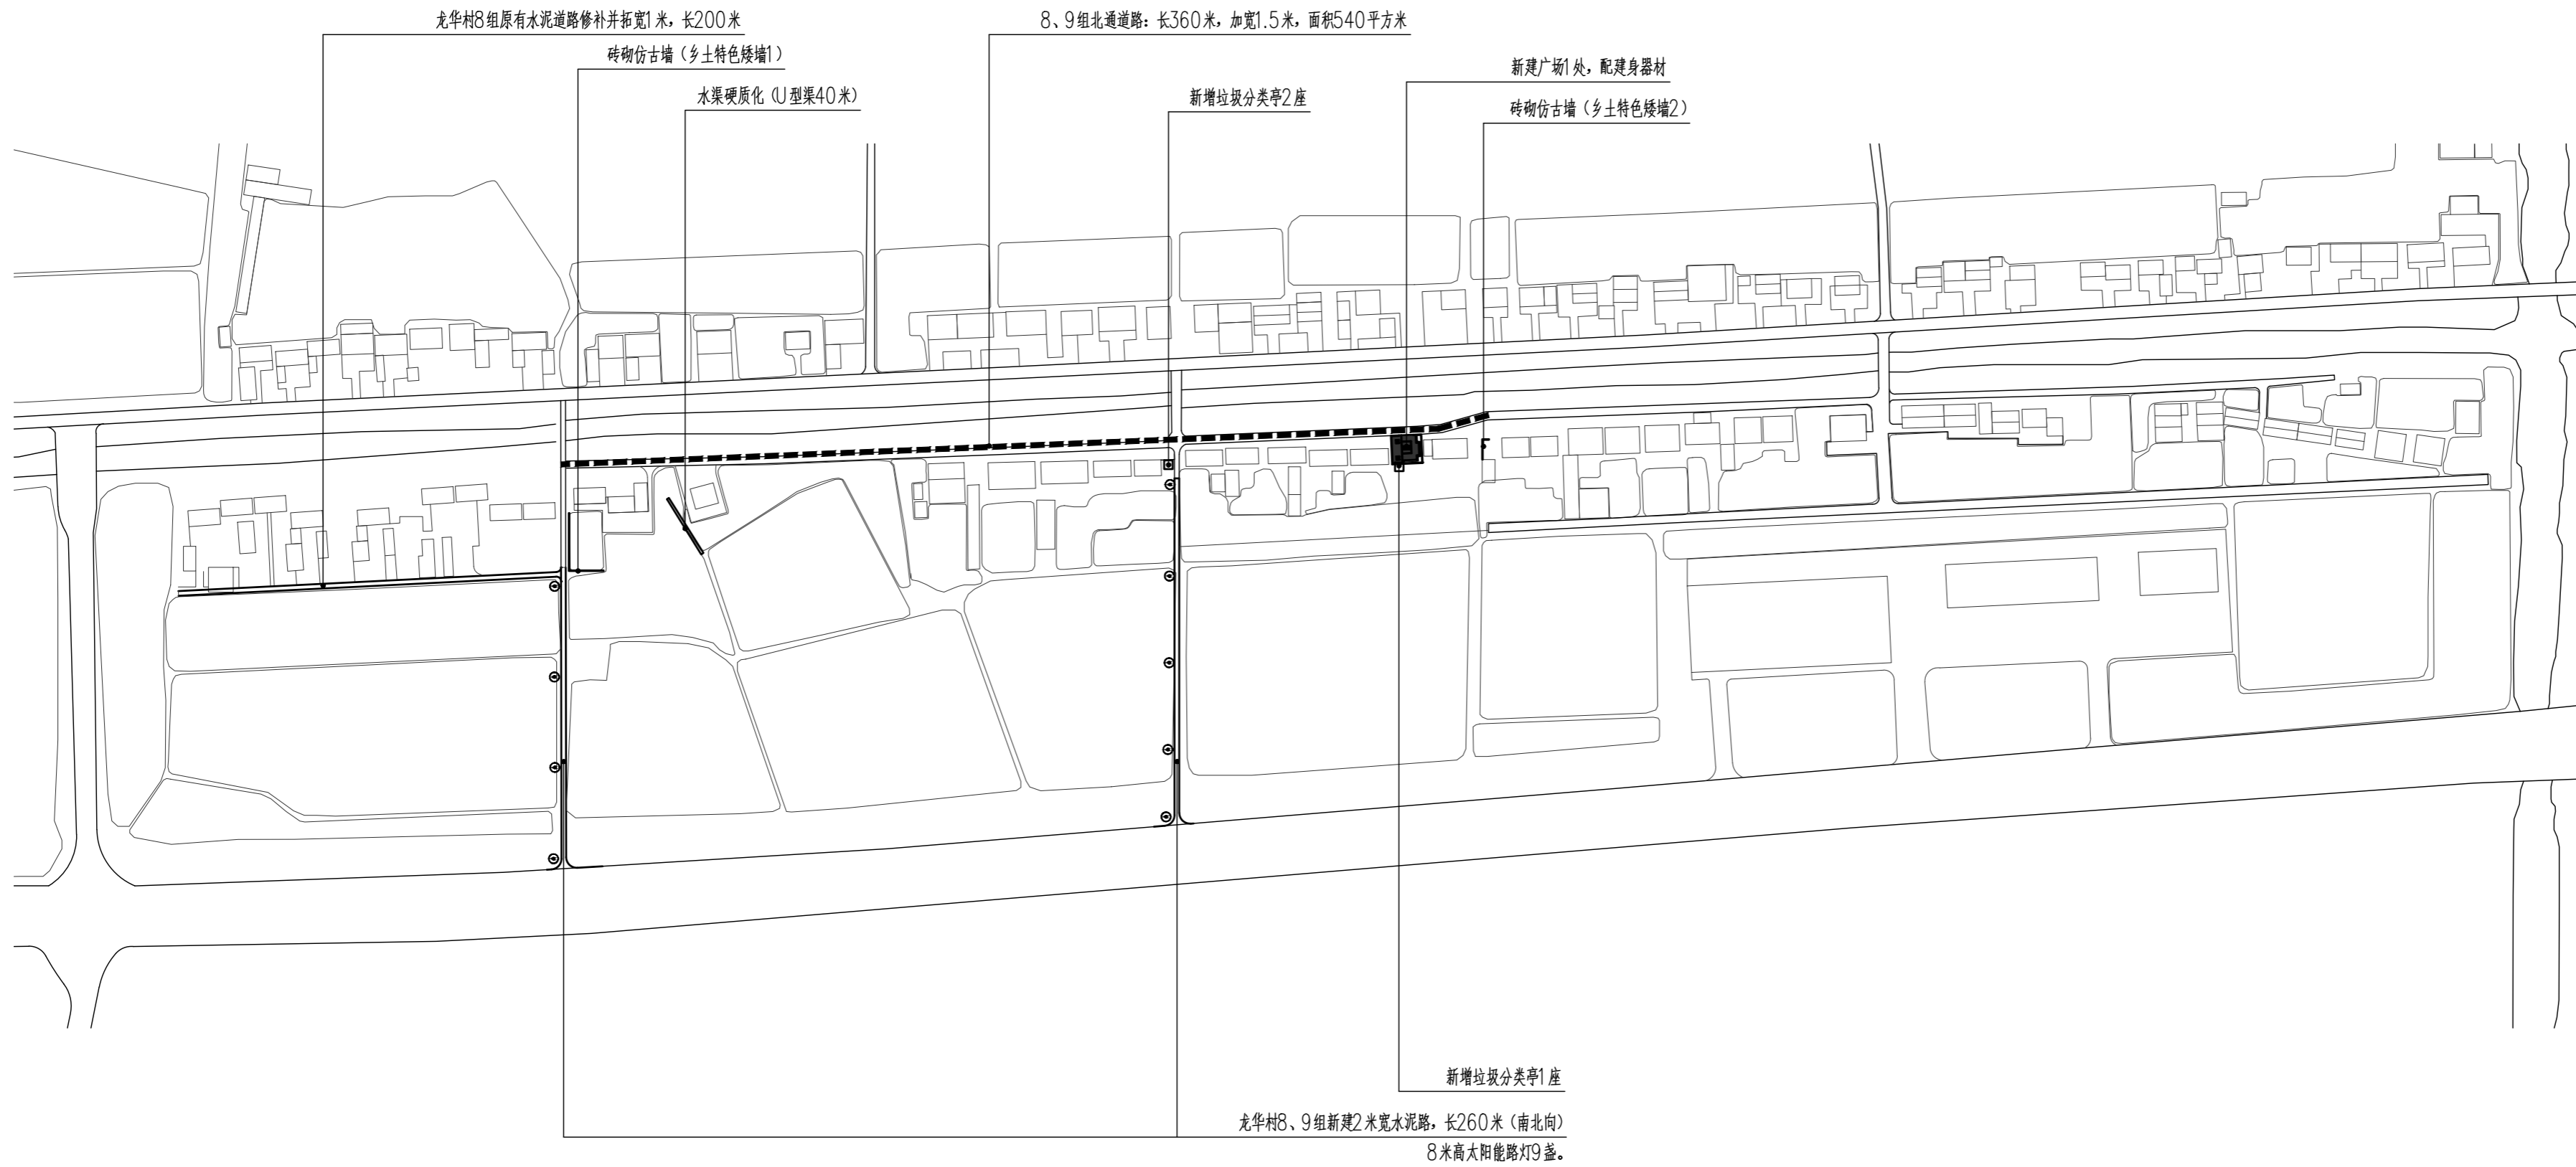 龙华村8组原有水泥道路修补并拓宽1米，长200米
8、9组北通道路：长360米，加宽1.5米，面积540平方米
砖砌仿古墙（乡土特色矮墙1）
新建广场1处，配建身器材
水渠硬质化（U型渠40米）
新增垃圾分类亭2座
砖砌仿古墙（乡土特色矮墙2）
新增垃圾分类亭1座
龙华村8、9组新建2米宽水泥路，长260米（南北向）
8米高太阳能路灯9盏。